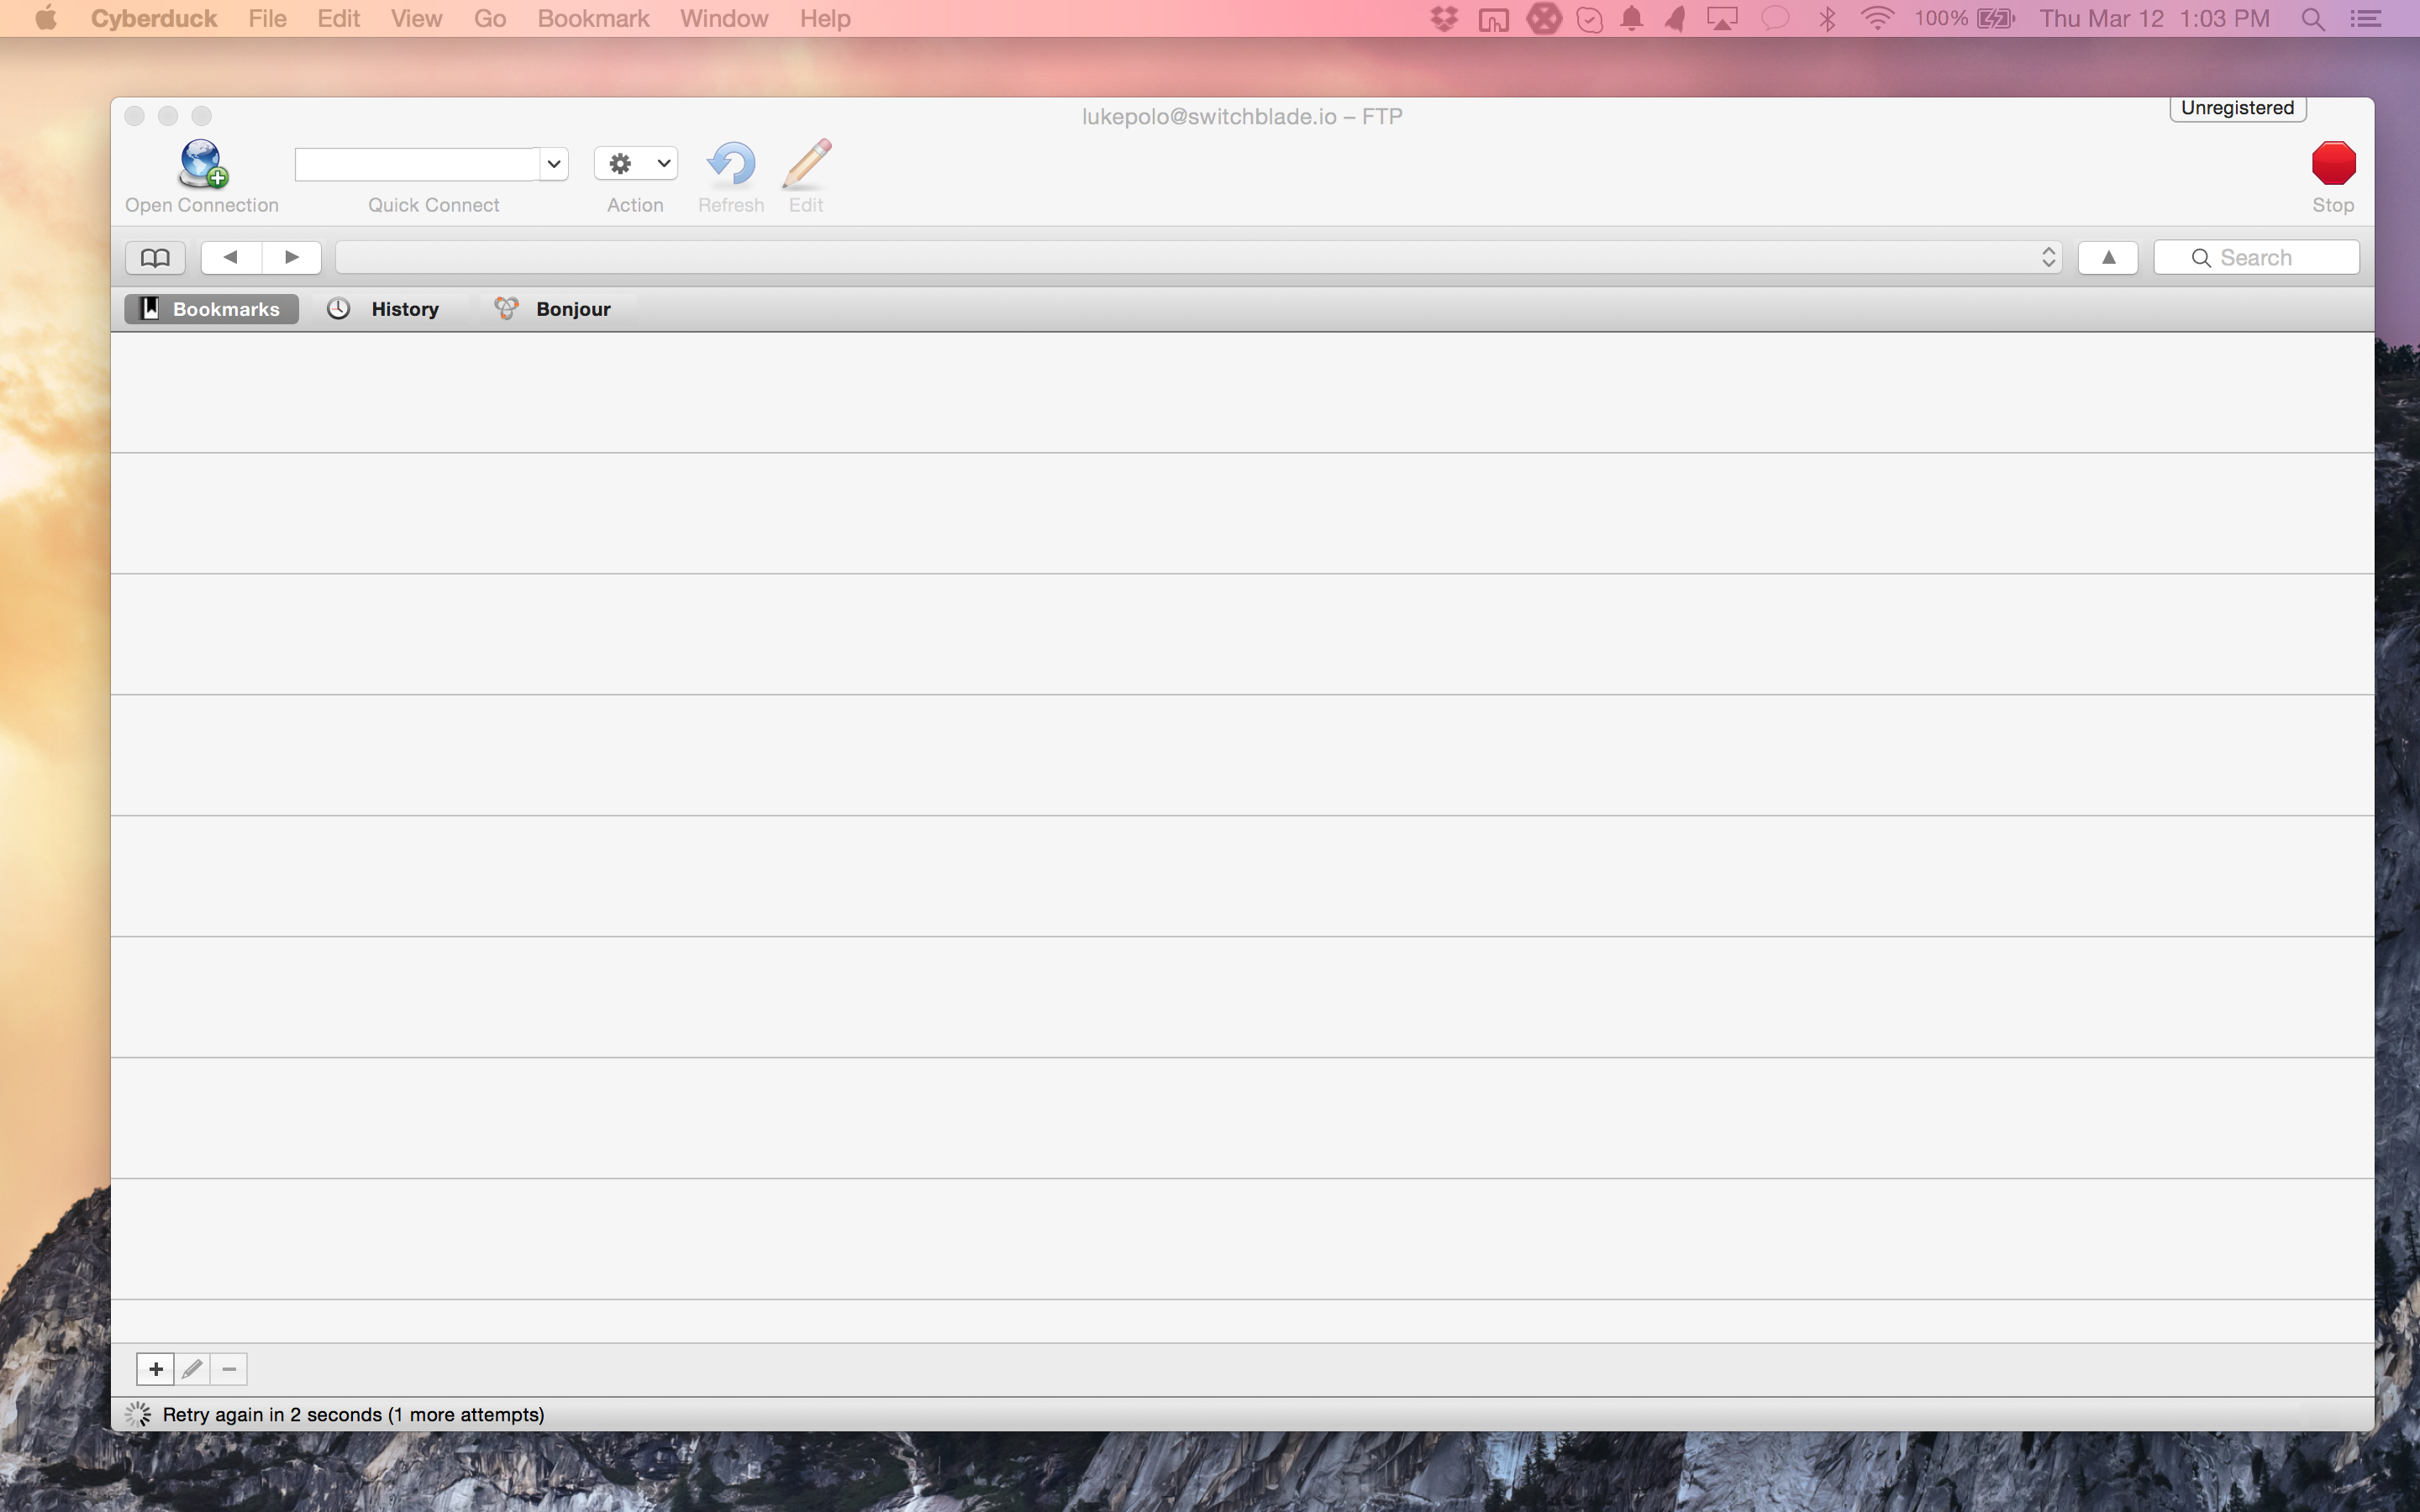 Cyberduck File Edit View Go Bookmark Window Help 100% Thu Mar 12 1:03 PM
lukepolo@switchblade.io – FTP
Unregistered
Open Connection Quick Connect Action Refresh Edit Stop
Search
Bookmarks History Bonjour
Retry again in 2 seconds (1 more attempts)